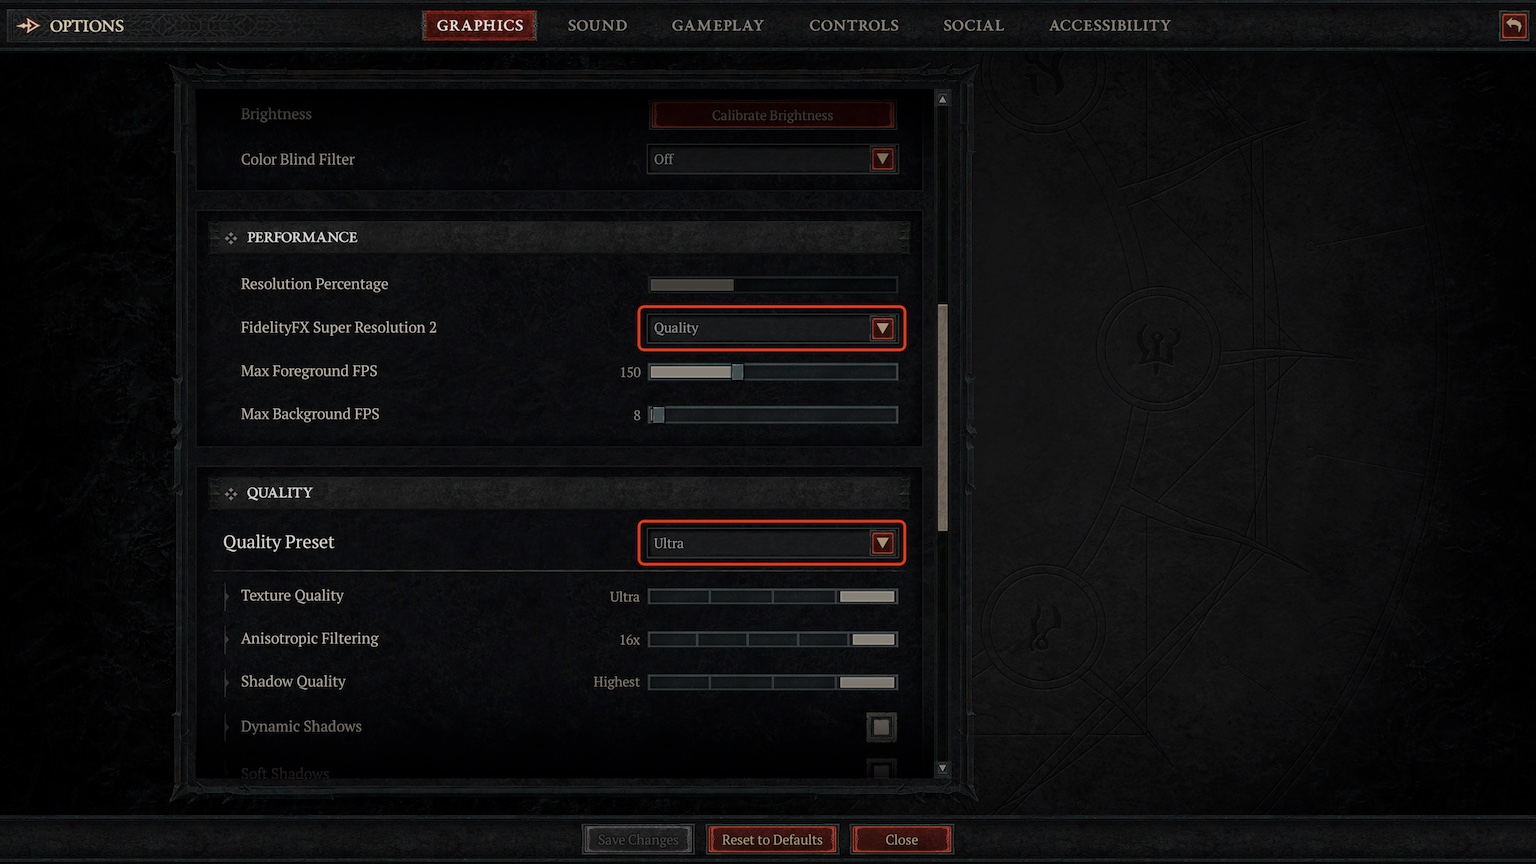 OPTIONS
GRAPHICS SOUND GAMEPLAY CONTROLS SOCIAL ACCESSIBILITY
Brightness Calibrate Brightness
Color Blind Filter Off
PERFORMANCE
Resolution Percentage
FidelityFX Super Resolution 2 Quality
Max Foreground FPS 150
Max Background FPS 8
QUALITY
Quality Preset Ultra
Texture Quality Ultra
Anisotropic Filtering 16x
Shadow Quality Highest
Dynamic Shadows
Soft Shadows
Save Changes Reset to Defaults Close